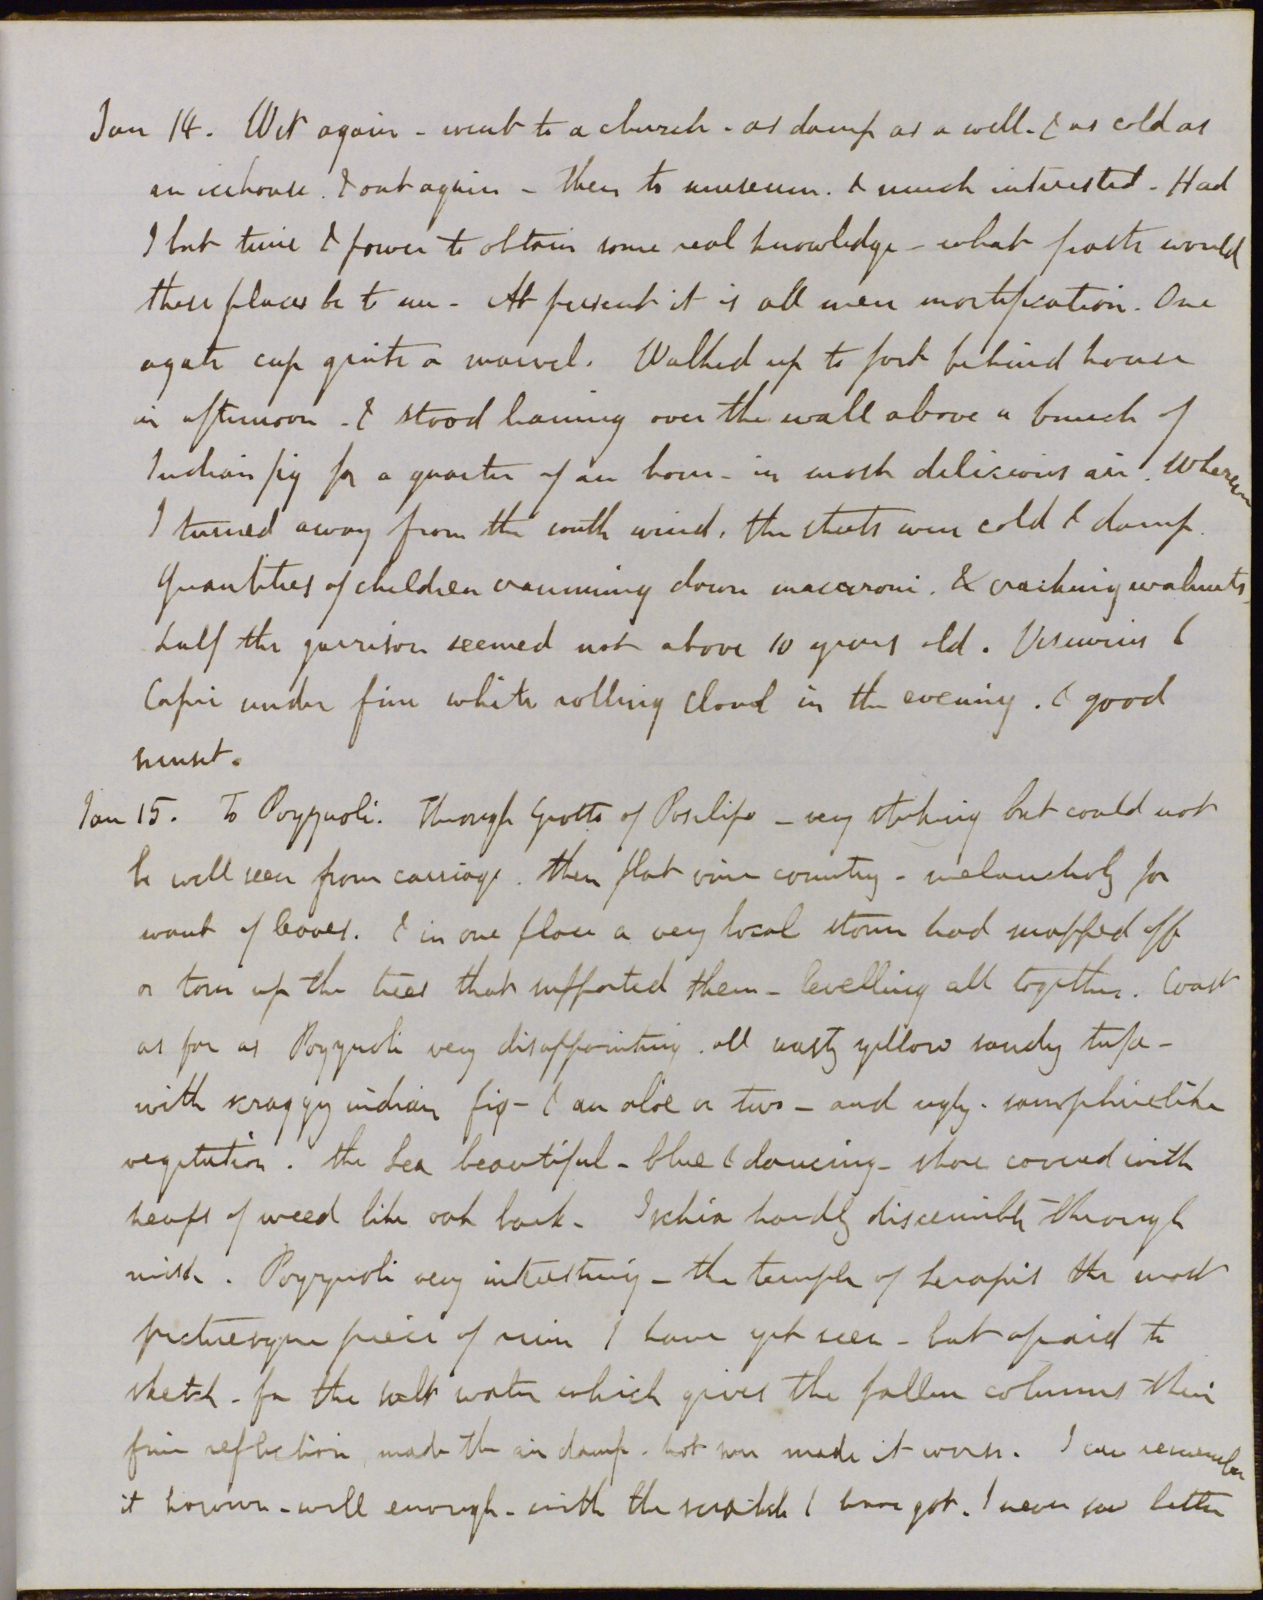 Jan 14. Wet again - went to a church - as damp as a well - & as cold as
an icehouse. & out again - then to museum. & much interested - Had
I but time & power to obtain some real knowledge - what would
these places be to me - At present it is all mere mortification. One
agate cup quite a marvel. Walked up to fort behind house
in afternoon - & stood leaning over the wall above a bunch of
Indian fig for a quarter of an hour - in most delicious air. Whenever
I turned away from the south wind, the streets were cold & damp.
Quantities of children cramming down maccaroni. & cracking walnuts -
half the garrison seemed not above 10 years old. Vesuvius &
Capri under fine white rolling cloud in the evening. & good
sunset.
Jan 15. To Pozzuoli. Through Grotto of Posilipo - very striking but could not
be well seen from carriage. then flat vine country - melancholy for
want of leaves. & in one place a very local storm had snapped off
or torn up the trees that supported them - levelling all together. Coast
as far as Pozzuoli very disappointing. all nasty yellow sandy tufa -
with scraggy indian fig - & an aloe or two - and ugly - samphirelike
vegetation. the Sea beautiful - blue & dancing - shore covered with
heaps of weed like oak bark - Ischia hardly discernible through
mist. Pozzuoli very interesting - the temple of Serapis the most
picturesque piece of ruin I have yet seen - but afraid to
sketch - for the salt water which gives the fallen columns their
fine reflection, made the air damp - hot sun made it worse. I can remember
it however - well enough - with the scratch I have got. I never saw better